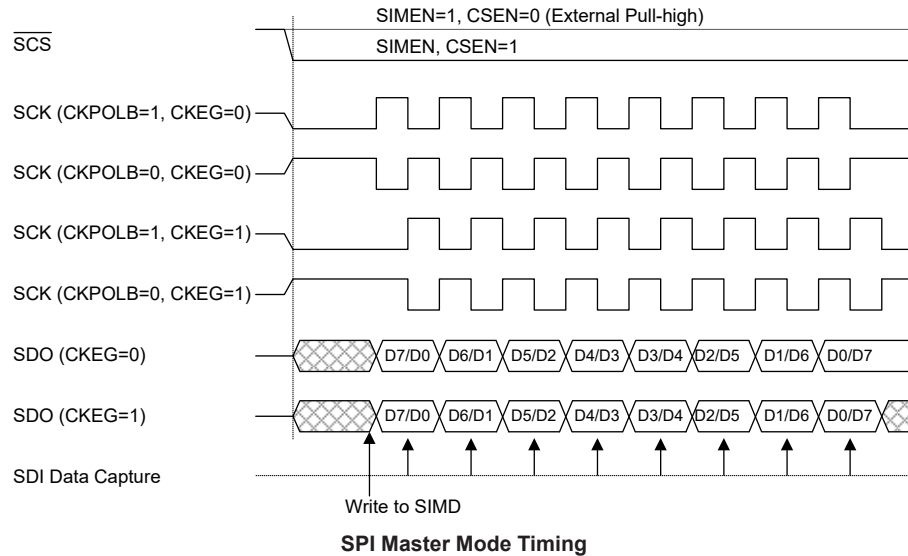 SIMEN=1, CSEN=0 (External Pull-high)
SCS
SIMEN, CSEN=1
SCK (CKPOLB=1, CKEG=0)
SCK (CKPOLB=0, CKEG=0)
SCK (CKPOLB=1, CKEG=1)
SCK (CKPOLB=0, CKEG=1)
SDO (CKEG=0) D7/D0 D6/D1 D5/D2 D4/D3 D3/D4 D2/D5 D1/D6 D0/D7
SDO (CKEG=1) D7/D0 D6/D1 D5/D2 D4/D3 D3/D4 D2/D5 D1/D6 D0/D7
SDI Data Capture
Write to SIMD
SPI Master Mode Timing